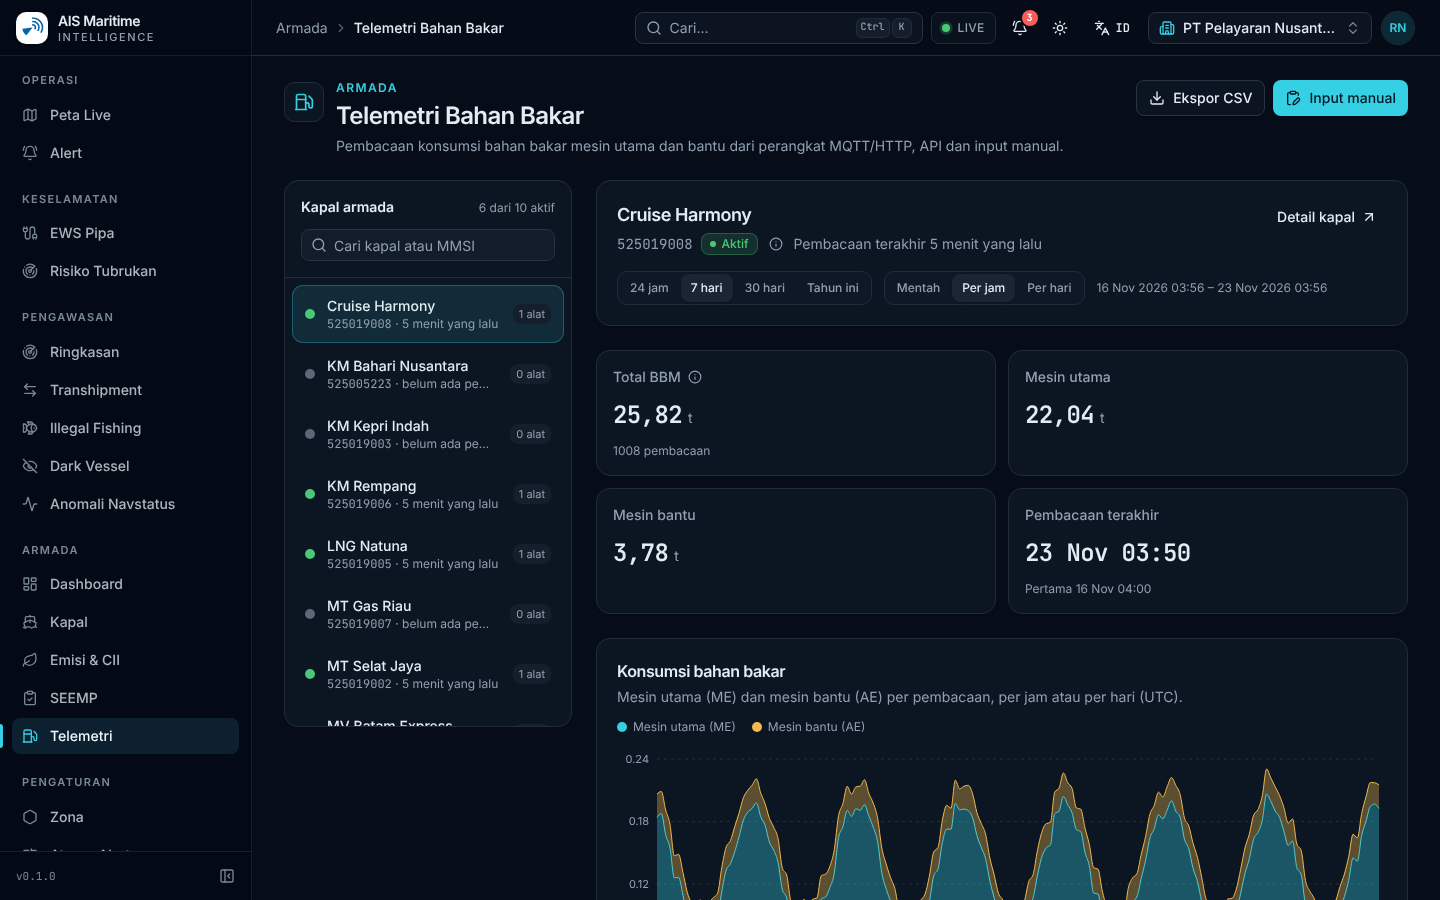 AIS Maritime
INTELLIGENCE
OPERASI
Peta Live
Alert
KESELAMATAN
EWS Pipa
Risiko Tubrukan
PENGAWASAN
Ringkasan
Transhipment
Illegal Fishing
Dark Vessel
Anomali Navstatus
ARMADA
Dashboard
Kapal
Emisi & CII
SEEMP
Telemetri
PENGATURAN
Zona
v0.1.0
Armada > Telemetri Bahan Bakar
Cari... Ctrl K
LIVE
3
ID
PT Pelayaran Nusant...
RN
ARMADA
Telemetri Bahan Bakar
Pembacaan konsumsi bahan bakar mesin utama dan bantu dari perangkat MQTT/HTTP, API dan input manual.
Ekspor CSV
Input manual
Kapal armada 6 dari 10 aktif
Cari kapal atau MMSI
Cruise Harmony
525019008 · 5 menit yang lalu
1 alat
KM Bahari Nusantara
525005223 · belum ada pe...
0 alat
KM Kepri Indah
525019003 · belum ada pe...
0 alat
KM Rempang
525019006 · 5 menit yang lalu
1 alat
LNG Natuna
525019005 · 5 menit yang lalu
1 alat
MT Gas Riau
525019007 · belum ada pe...
0 alat
MT Selat Jaya
525019002 · 5 menit yang lalu
1 alat
MV Batam Express
Cruise Harmony
525019008 Aktif Pembacaan terakhir 5 menit yang lalu
Detail kapal
24 jam 7 hari 30 hari Tahun ini
Mentah Per jam Per hari
16 Nov 2026 03:56 – 23 Nov 2026 03:56
Total BBM
25,82 t
1008 pembacaan
Mesin utama
22,04 t
Mesin bantu
3,78 t
Pembacaan terakhir
23 Nov 03:50
Pertama 16 Nov 04:00
Konsumsi bahan bakar
Mesin utama (ME) dan mesin bantu (AE) per pembacaan, per jam atau per hari (UTC).
Mesin utama (ME) Mesin bantu (AE)
0.24
0.18
0.12